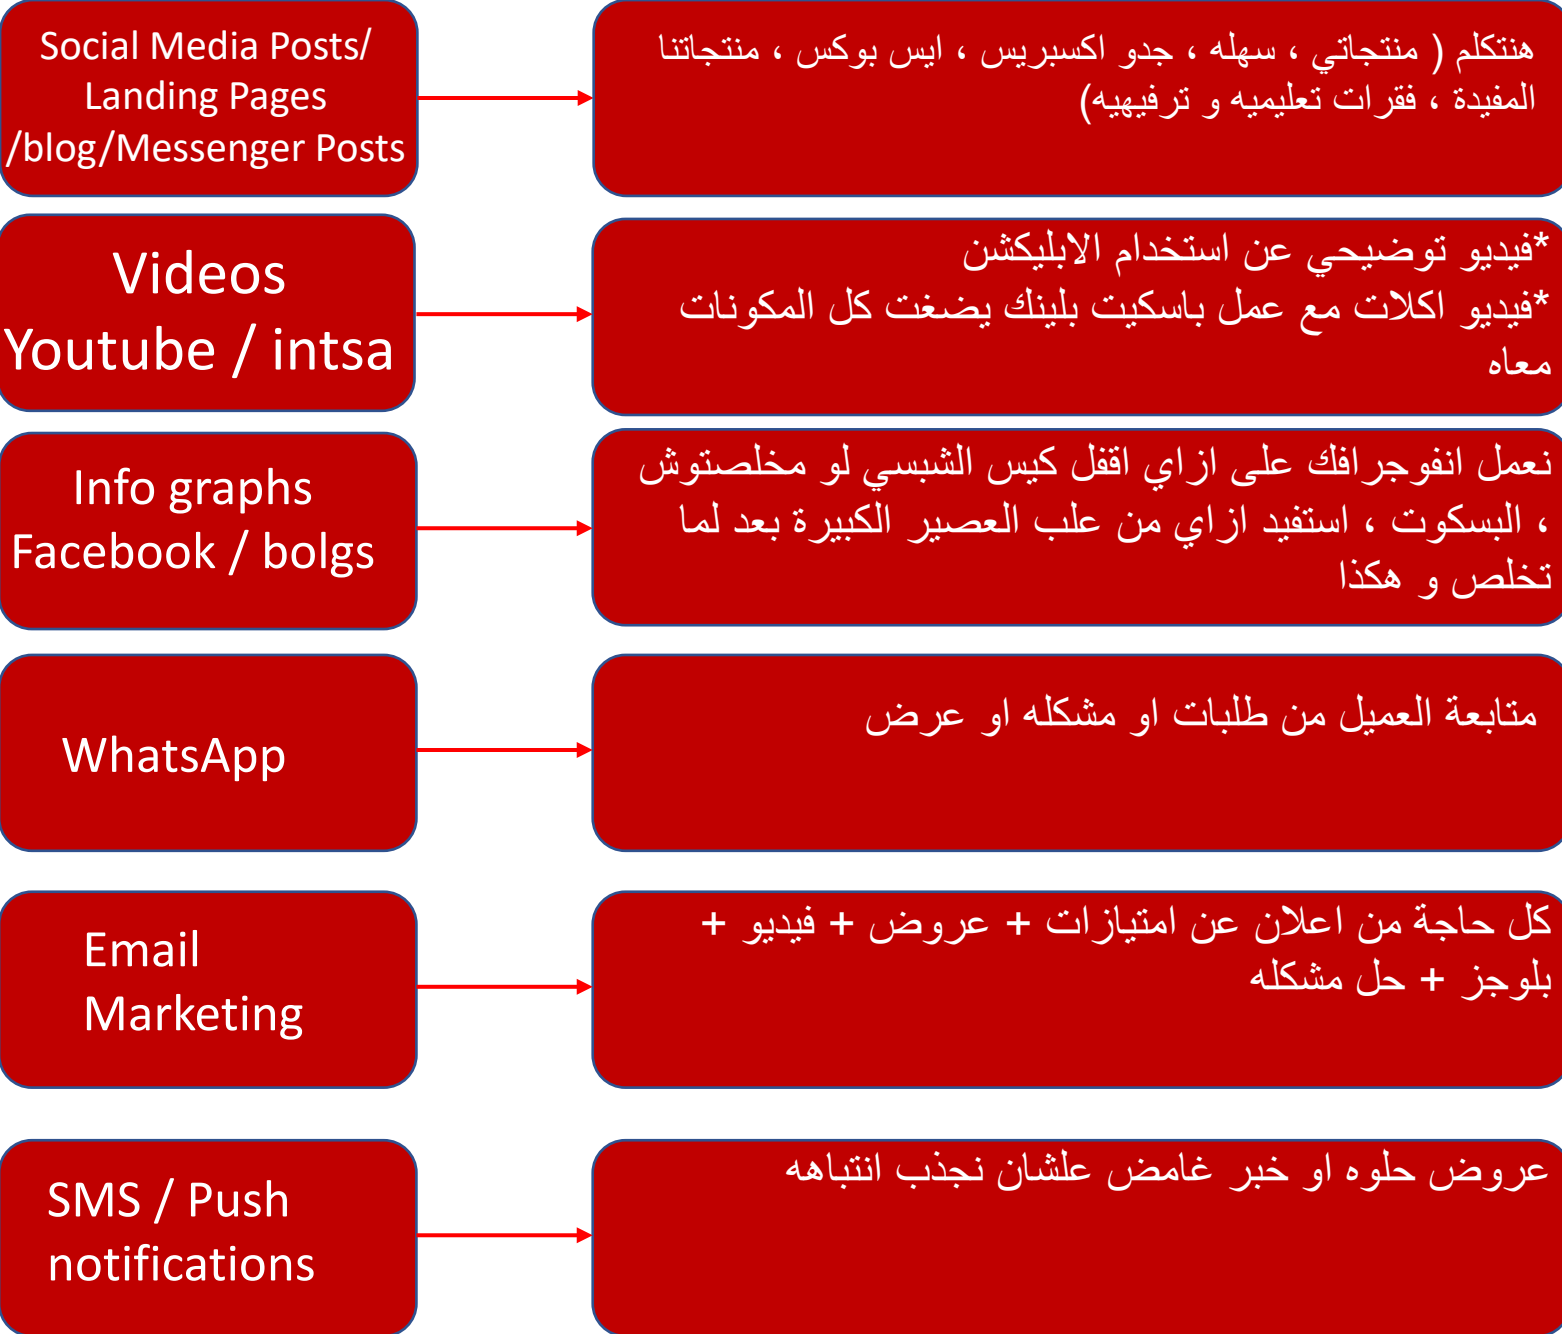 Social Media Posts/
Landing Pages
/blog/Messenger Posts
هنتكلم ( منتجاتي ، سهله ، جدو اكسبريس ، ايس بوكس ، منتجاتنا
المفيدة ، فقرات تعليميه و ترفيهيه)
Videos
Youtube / intsa
*فيديو توضيحي عن استخدام الابليكشن
*فيديو اكلات مع عمل باسكيت بلينك يضغت كل المكونات
معاه
Info graphs
Facebook / bolgs
نعمل انفوجرافك على ازاي اقفل كيس الشبسي لو مخلصتوش
، البسكوت ، استفيد ازاي من علب العصير الكبيرة بعد لما
تخلص و هكذا
WhatsApp
متابعة العميل من طلبات او مشكله او عرض
Email
Marketing
كل حاجة من اعلان عن امتيازات + عروض + فيديو +
بلوجز + حل مشكله
SMS / Push
notifications
عروض حلوه او خبر غامض علشان نجذب انتباهه